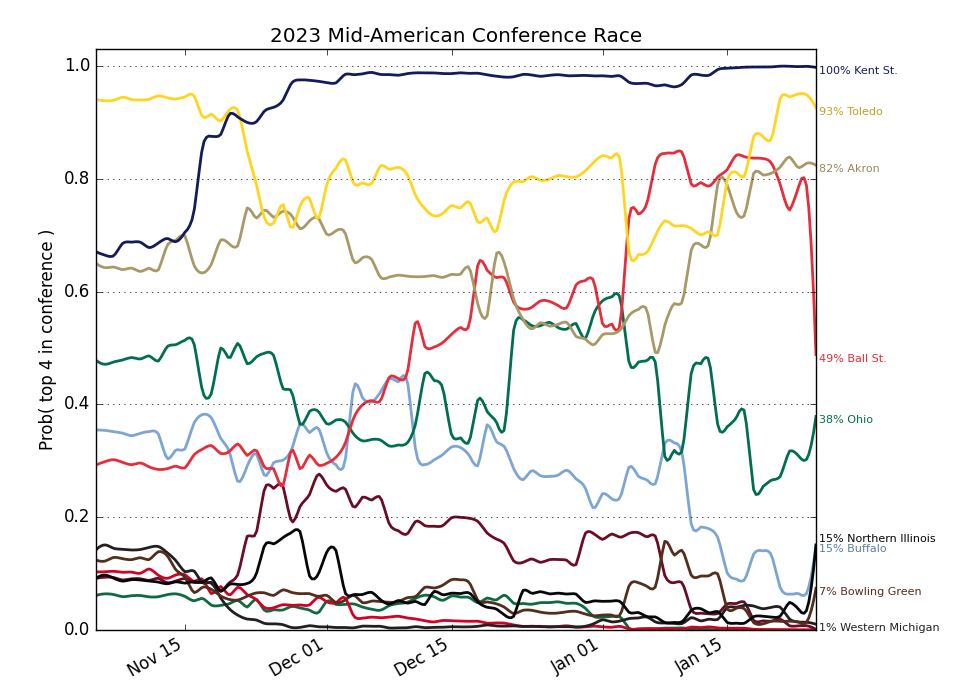 2023 Mid-American Conference Race
Prob( top 4 in conference )
1.0
0.8
0.6
0.4
0.2
0.0
Nov 15
Dec 01
Dec 15
Jan 01
Jan 15
100% Kent St.
93% Toledo
82% Akron
49% Ball St.
38% Ohio
15% Northern Illinois
15% Buffalo
7% Bowling Green
1% Western Michigan